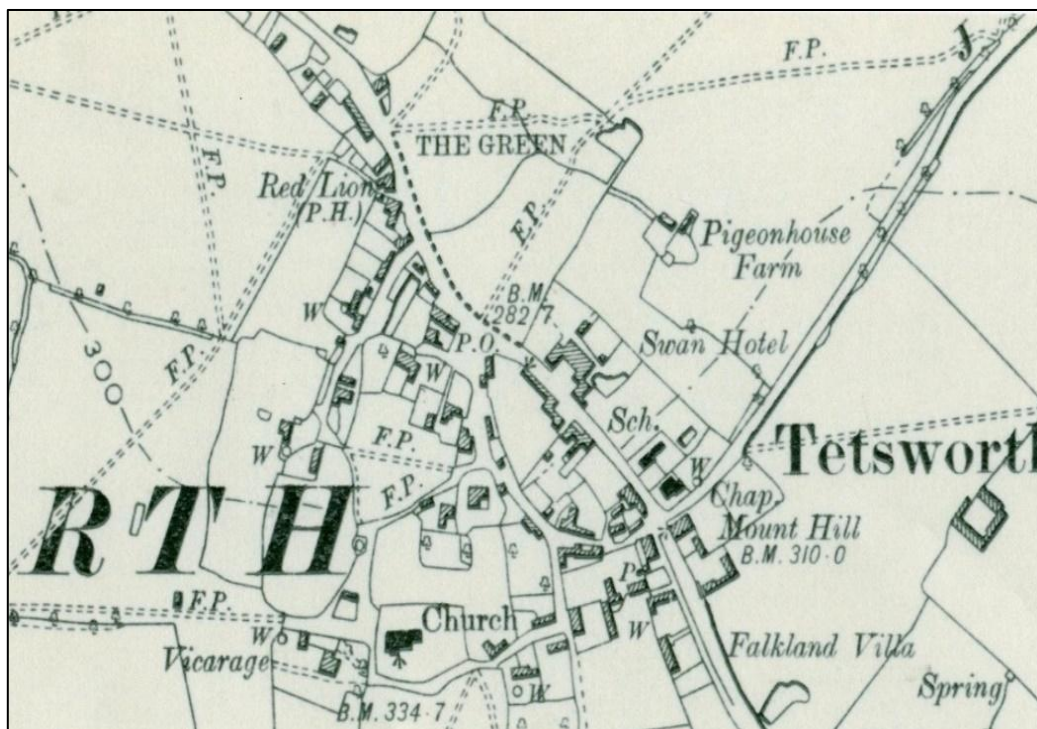 J
F.P.
F.P.
THE GREEN
F.P.
Red Lion
(P.H.)
F.P.
Pigeonhouse
Farm
B.M.
282·7
W
P.O.
Swan Hotel
300
F.P.
W
Sch.
F.P.
W
W
Tetsworth
F.P.
Chap.
RTH
Mount Hill
B.M. 310·0
P
F.P.
Church
W
W
Vicarage
Falkland Villa
W
Spring
B.M. 334·7